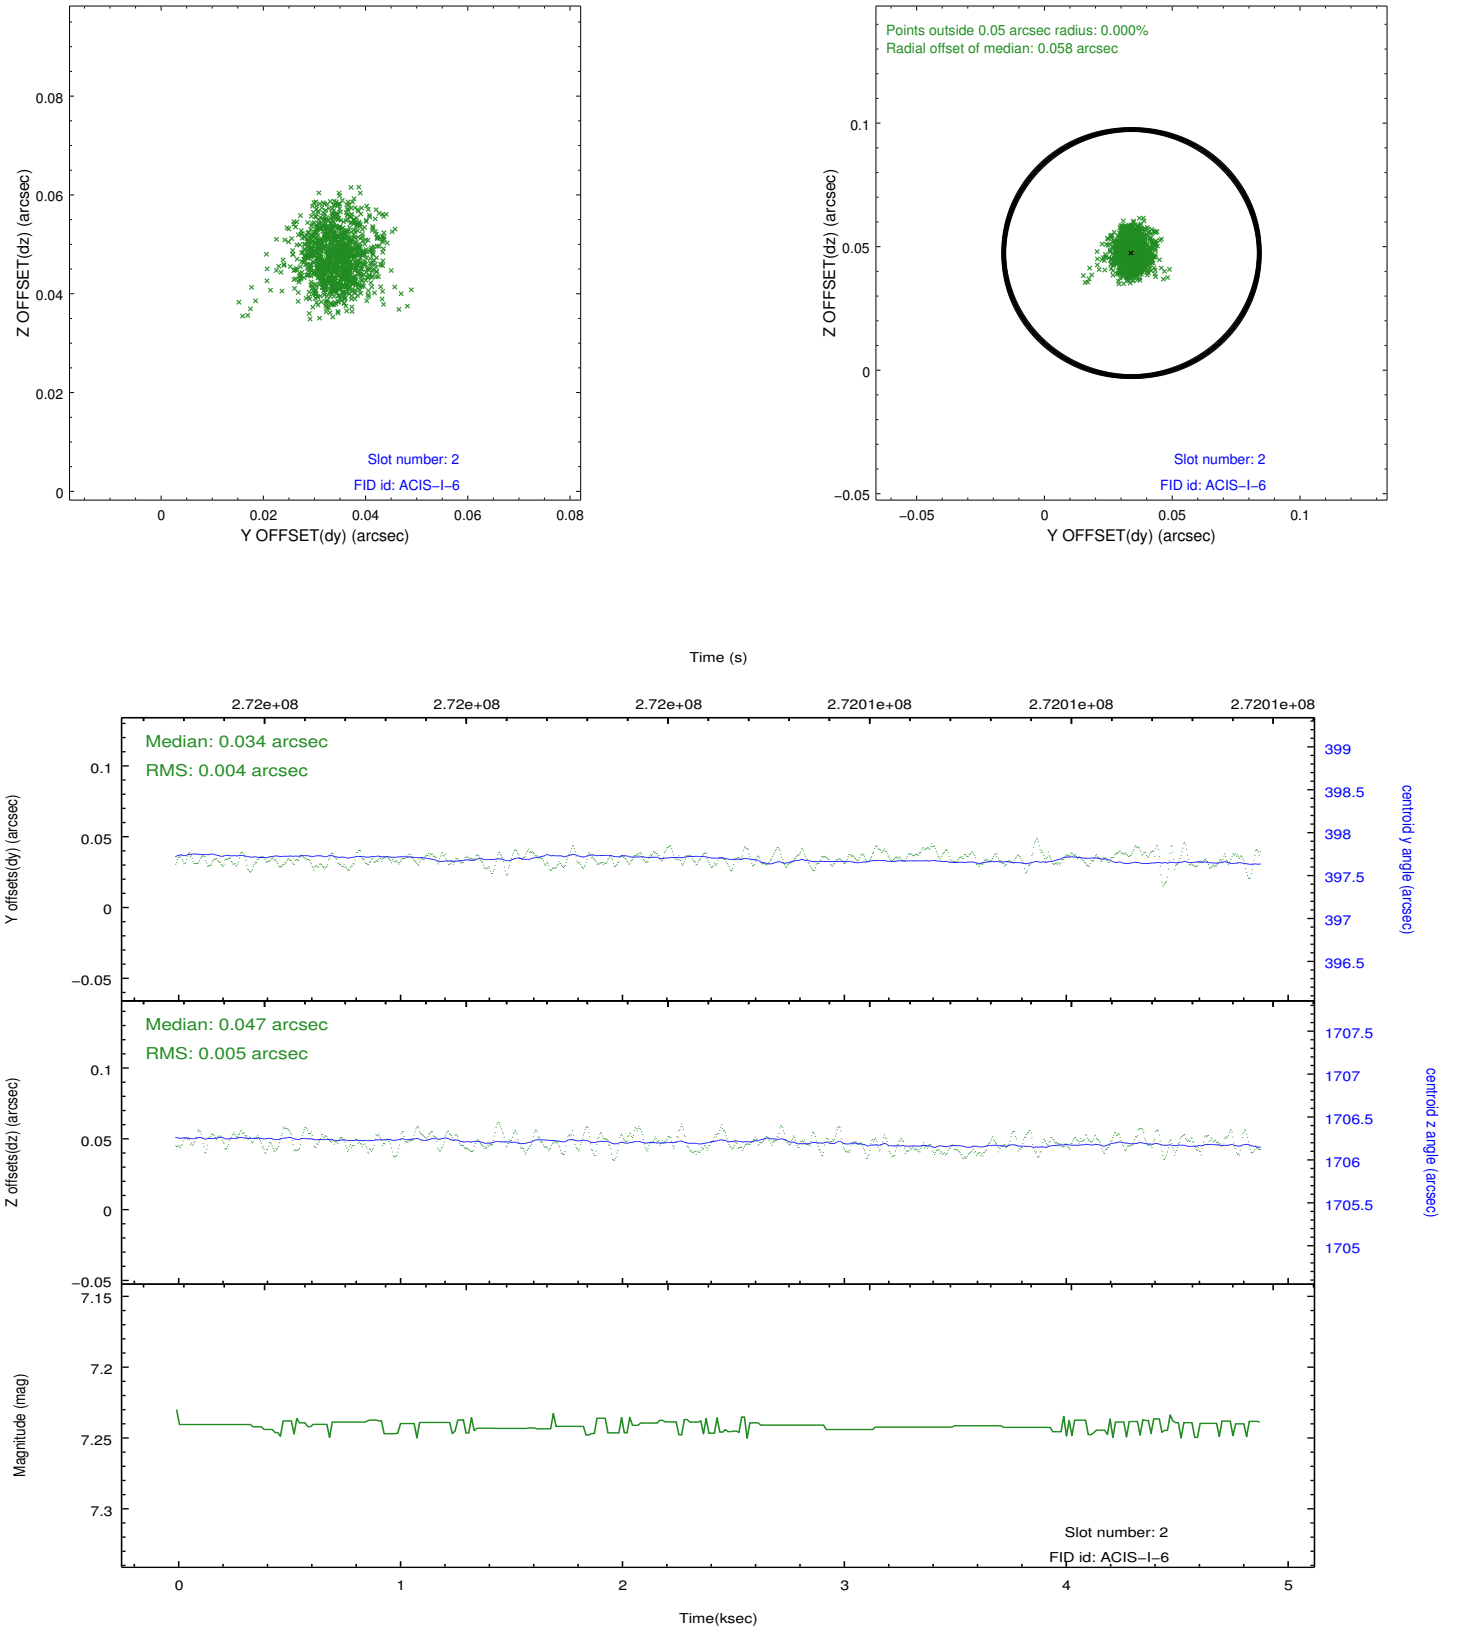 0.08
0.06
0.04
0.02
0
Z OFFSET(dz) (arcsec)
Slot number: 2
FID id: ACIS−I−6
0
0.02
0.04
0.06
0.08
Y OFFSET(dy) (arcsec)
Points outside 0.05 arcsec radius: 0.000%
Radial offset of median: 0.058 arcsec
0.1
0.05
0
−0.05
Z OFFSET(dz) (arcsec)
Slot number: 2
FID id: ACIS−I−6
−0.05
0
0.05
0.1
Y OFFSET(dy) (arcsec)
Time (s)
2.72e+08
2.72e+08
2.72e+08
2.7201e+08
2.7201e+08
2.7201e+08
Median: 0.034 arcsec
RMS: 0.004 arcsec
0.1
0.05
0
−0.05
Y offsets(dy) (arcsec)
399
398.5
398
397.5
397
396.5
centroid y angle (arcsec)
Median: 0.047 arcsec
RMS: 0.005 arcsec
0.1
0.05
0
−0.05
Z offsets(dz) (arcsec)
1707.5
1707
1706.5
1706
1705.5
1705
centroid z angle (arcsec)
7.15
7.2
7.25
7.3
Magnitude (mag)
Slot number: 2
FID id: ACIS−I−6
0
1
2
3
4
5
Time(ksec)